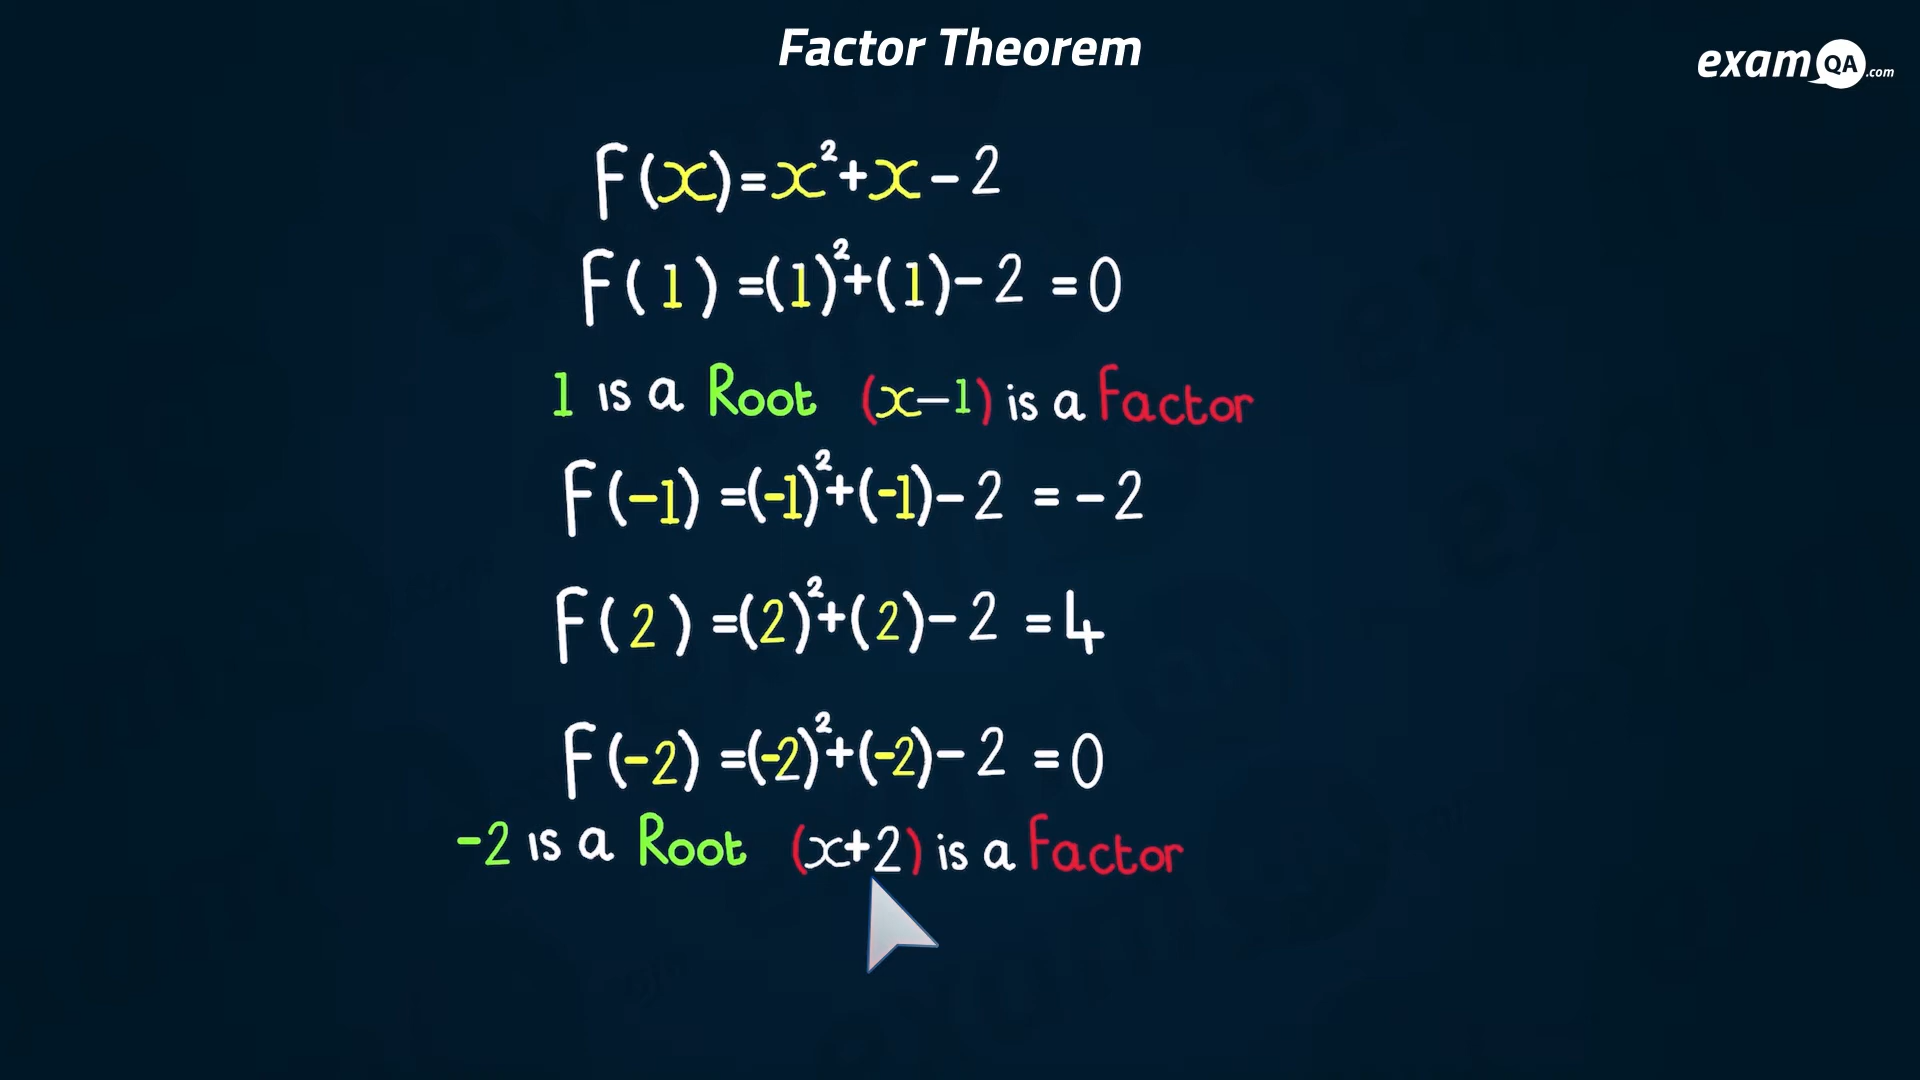 Factor Theorem
examQA.com
F(x)=x²+x-2
F(1)=(1)²+(1)-2=0
1 is a Root (x-1) is a Factor
F(-1)=(-1)²+(-1)-2=-2
F(2)=(2)²+(2)-2=4
F(-2)=(-2)²+(-2)-2=0
-2 is a Root (x+2) is a Factor